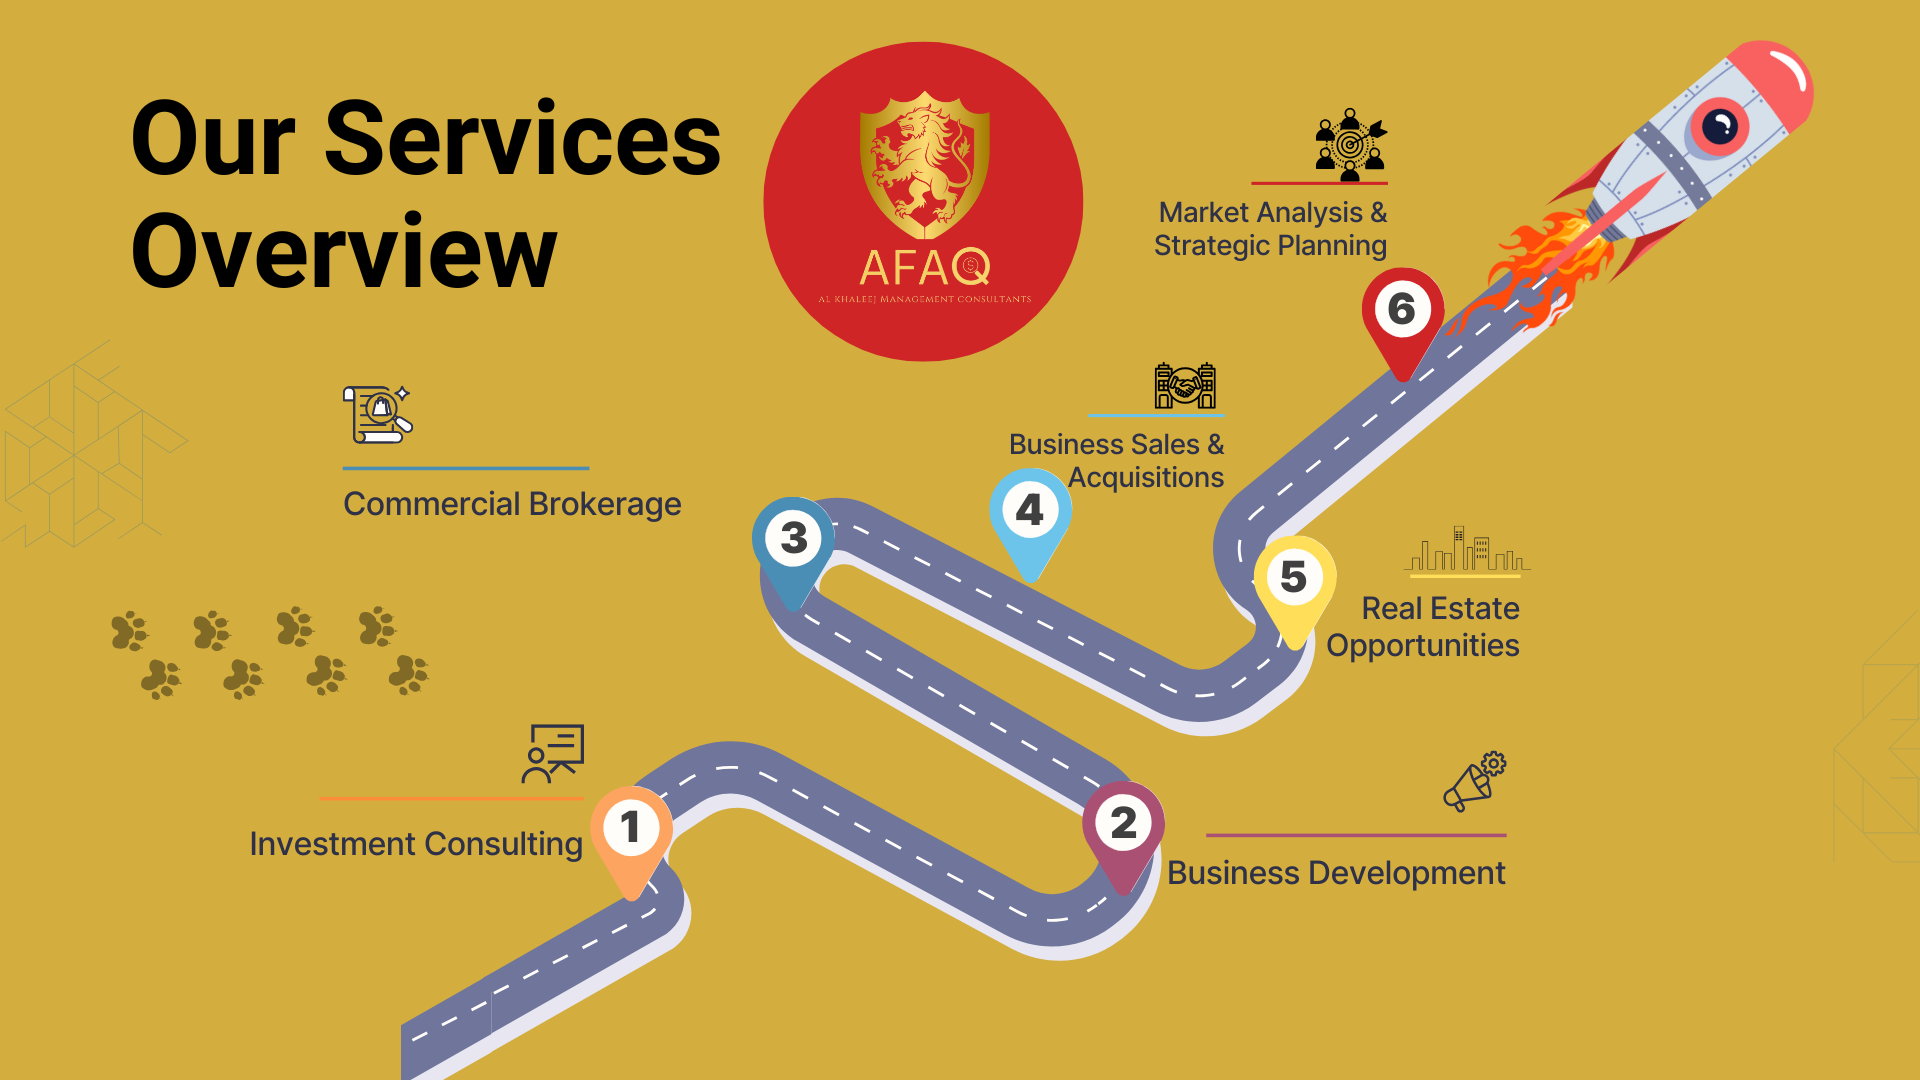 Our Services
Overview
AFAQ
AL KHALEEJ MANAGEMENT CONSULTANTS
Market Analysis &
Strategic Planning
6
Business Sales &
Acquisitions
4
Commercial Brokerage
3
5
Real Estate
Opportunities
Investment Consulting
1
2
Business Development